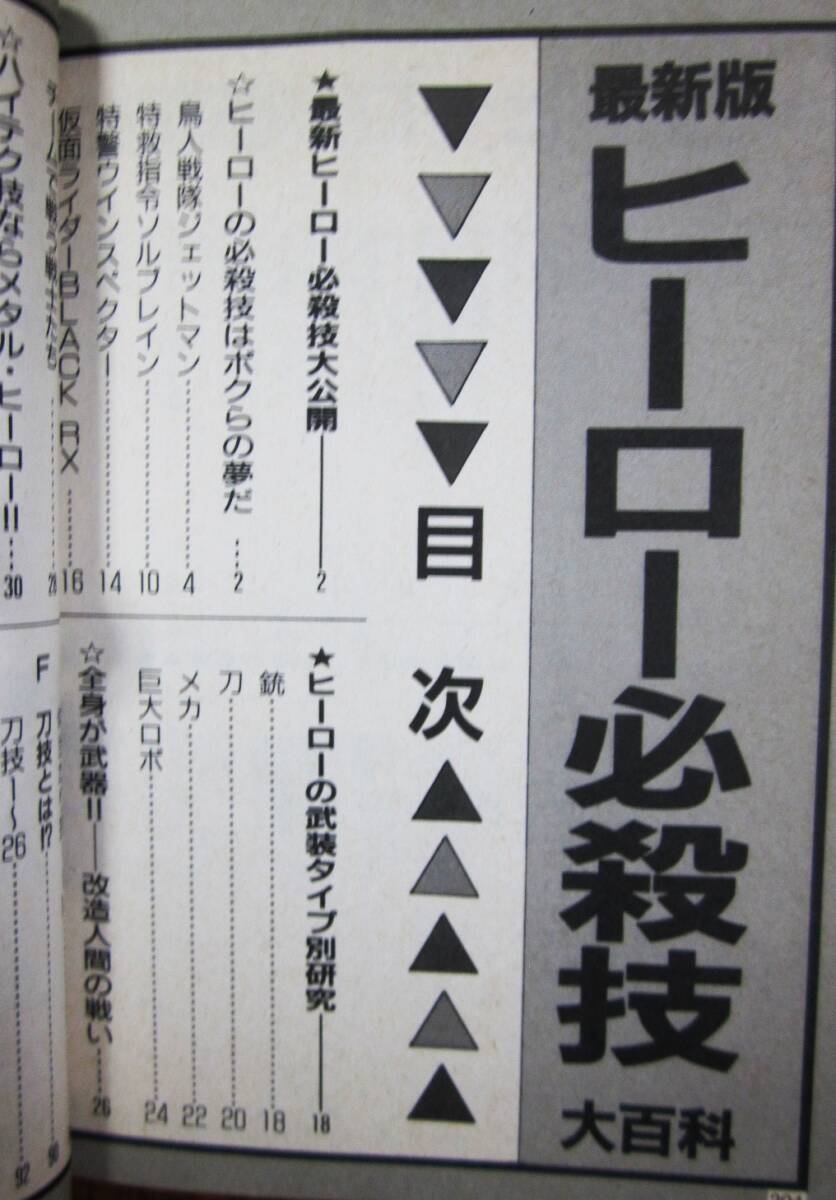 最新版
ヒーロー必殺技
大百科
目次
★最新ヒーロー必殺技大公開 2
☆ヒーローの必殺技はボクらの夢だ 2
鳥人戦隊ジェットマン 4
特救指令ソルブレイン 10
特警ウインスペクター 14
仮面ライダーBLACK RX 16
★ヒーローの武装タイプ別研究 18
銃 18
刀 20
メカ 22
巨大ロボ 24
☆全身が武器!!――改造人間の戦い 26
☆ハイテク技ならメタル・ヒーロー!! 30
F 刀技とは!? 90
刀技1〜26 92